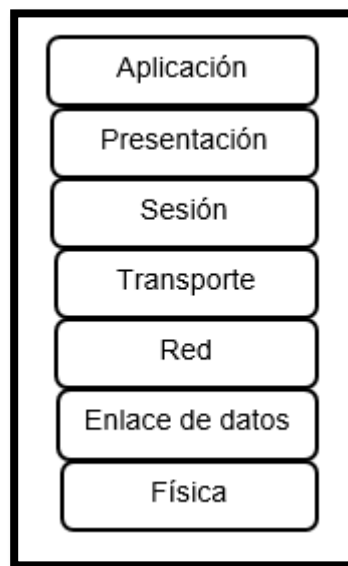 Aplicación
Presentación
Sesión
Transporte
Red
Enlace de datos
Física